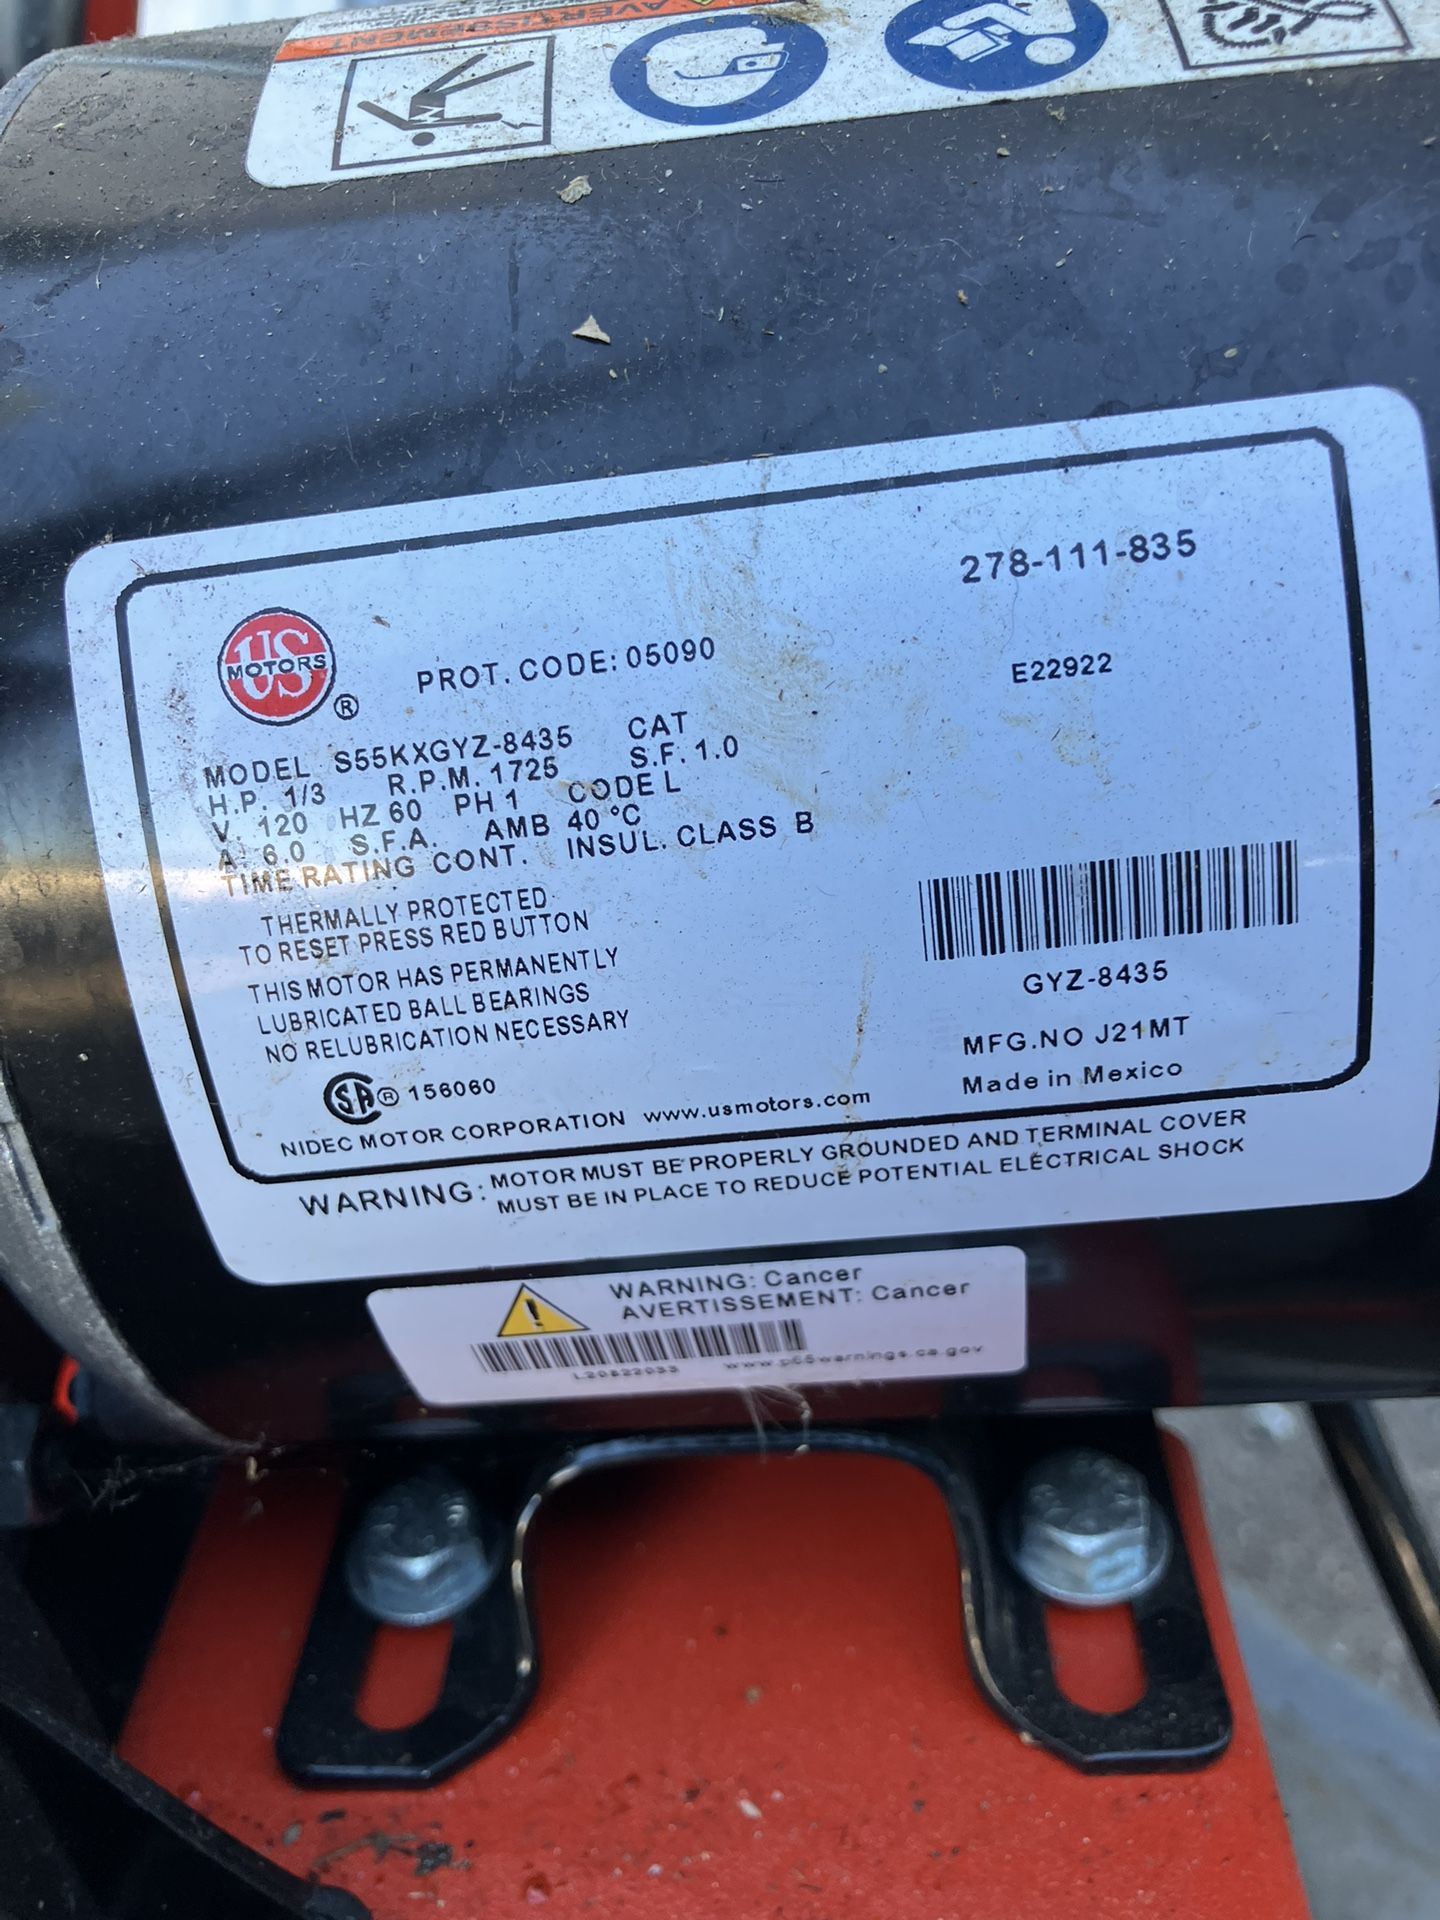 AVERTISSEMENT
278-111-835
US
MOTORS
®
PROT. CODE: 05090
E22922
MODEL S55KXGYZ-8435 CAT
H.P. 1/3 R.P.M. 1725 S.F. 1.0
V. 120 HZ 60 PH 1 CODE L
A. 6.0 S.F.A. AMB 40 °C
TIME RATING CONT. INSUL. CLASS B
THERMALLY PROTECTED
TO RESET PRESS RED BUTTON
THIS MOTOR HAS PERMANENTLY
LUBRICATED BALL BEARINGS
NO RELUBRICATION NECESSARY
GYZ-8435
MFG.NO J21MT
Made in Mexico
SA ® 156060
NIDEC MOTOR CORPORATION www.usmotors.com
WARNING: MOTOR MUST BE PROPERLY GROUNDED AND TERMINAL COVER
MUST BE IN PLACE TO REDUCE POTENTIAL ELECTRICAL SHOCK
WARNING: Cancer
AVERTISSEMENT: Cancer
L20822033 www.p65warnings.ca.gov